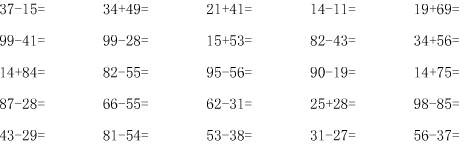 37-15= 34+49= 21+41= 14-11= 19+69=
99-41= 99-28= 15+53= 82-43= 34+56=
14+84= 82-55= 95-56= 90-19= 14+75=
87-28= 66-55= 62-31= 25+28= 98-85=
43-29= 81-54= 53-38= 31-27= 56-37=